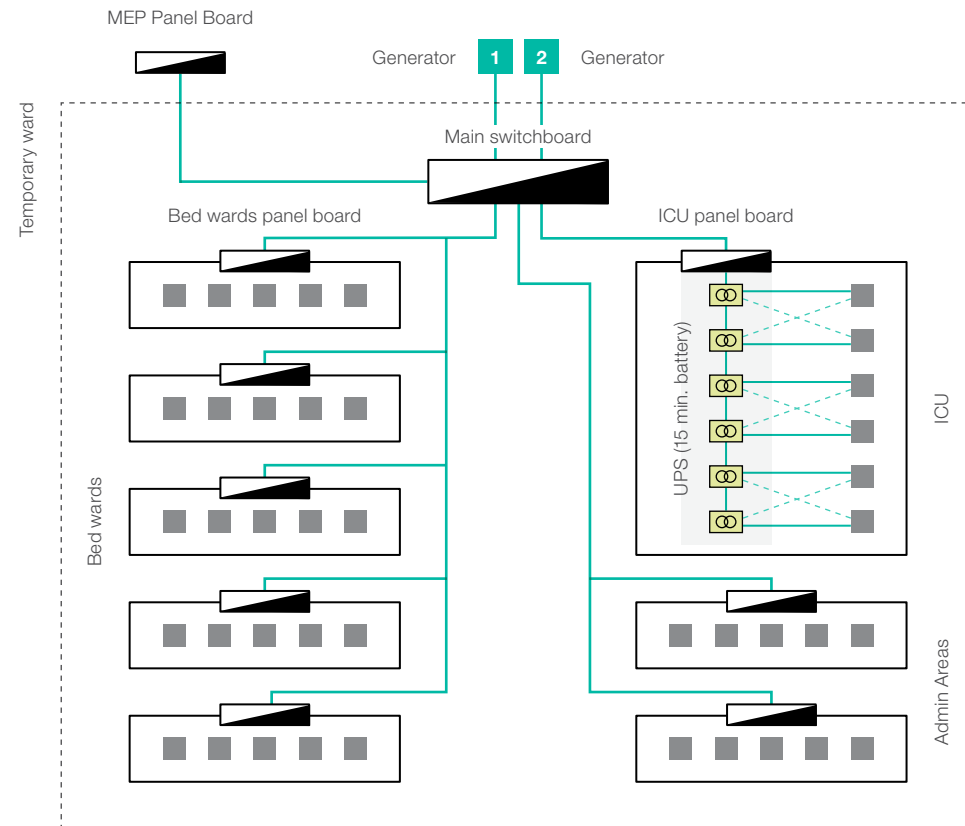 MEP Panel Board
Generator
1
2
Generator
Temporary ward
Main switchboard
Bed wards panel board
ICU panel board
UPS (15 min. battery)
ICU
Bed wards
Admin Areas